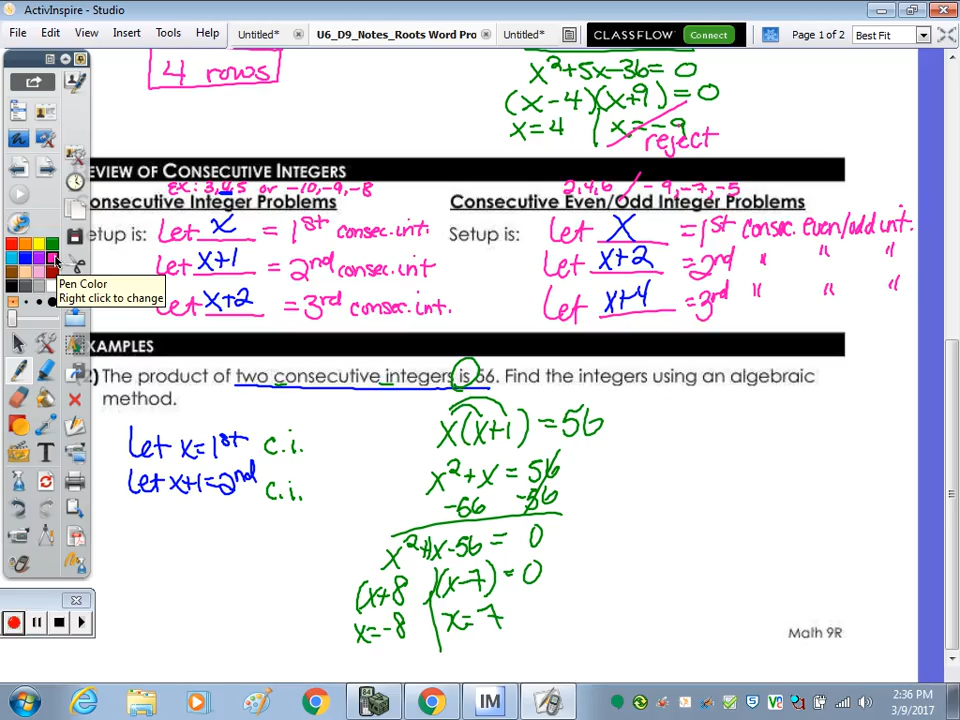 ActivInspire - Studio
File Edit View Insert Tools Help Untitled* U6_D9_Notes_Roots Word Pro Untitled* CLASSFLOW Connect Page 1 of 2 Best Fit
4 rows
x²+5x-36= 0
(x-4)(x+9)=0
x=4 x=-9
reject
EVIEW OF CONSECUTIVE INTEGERS
Ex: 3,4,5 or -10,-9,-8
2,4,6 / -9,-7,-5
onsecutive Integer Problems
Consecutive Even/Odd Integer Problems
etup is: Let x = 1st consec.int.
Let x+1 = 2nd consec.int
Let x+2 = 3rd consec.int.
Setup is: Let x = 1st consec. even/odd int.
Let x+2 = 2nd " " "
Let x+4 = 3rd " " "
Pen Color
Right click to change
XAMPLES
2) The product of two consecutive integers is 56. Find the integers using an algebraic
method.
Let x=1st c.i.
Let x+1=2nd c.i.
x(x+1)=56
x²+x=56
-56 -56
x²+1x-56= 0
(x+8)(x-7)=0
x=-8 x=7
Math 9R
IM
2:36 PM
3/9/2017